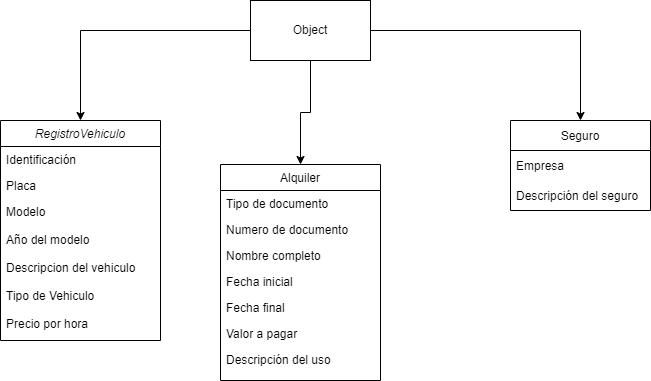 Object
RegistroVehiculo
Identificación
Placa
Modelo
Año del modelo
Descripcion del vehiculo
Tipo de Vehiculo
Precio por hora
Alquiler
Tipo de documento
Numero de documento
Nombre completo
Fecha inicial
Fecha final
Valor a pagar
Descripción del uso
Seguro
Empresa
Descripción del seguro